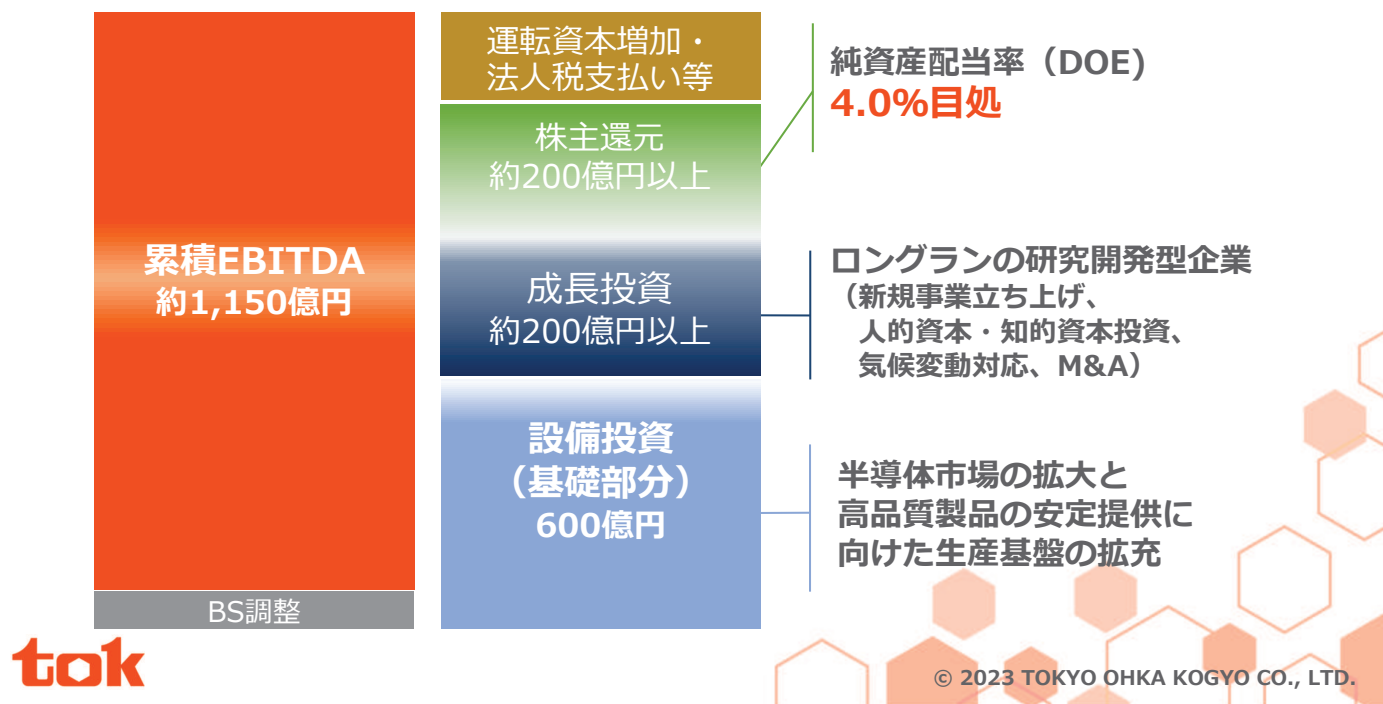 累積EBITDA
約1,150億円
BS調整
運転資本増加・
法人税支払い等
株主還元
約200億円以上
成長投資
約200億円以上
設備投資
（基礎部分）
600億円
純資産配当率（DOE)
4.0%目処
ロングランの研究開発型企業
（新規事業立ち上げ、
人的資本・知的資本投資、
気候変動対応、M&A）
半導体市場の拡大と
高品質製品の安定提供に
向けた生産基盤の拡充
tok
© 2023 TOKYO OHKA KOGYO CO., LTD.